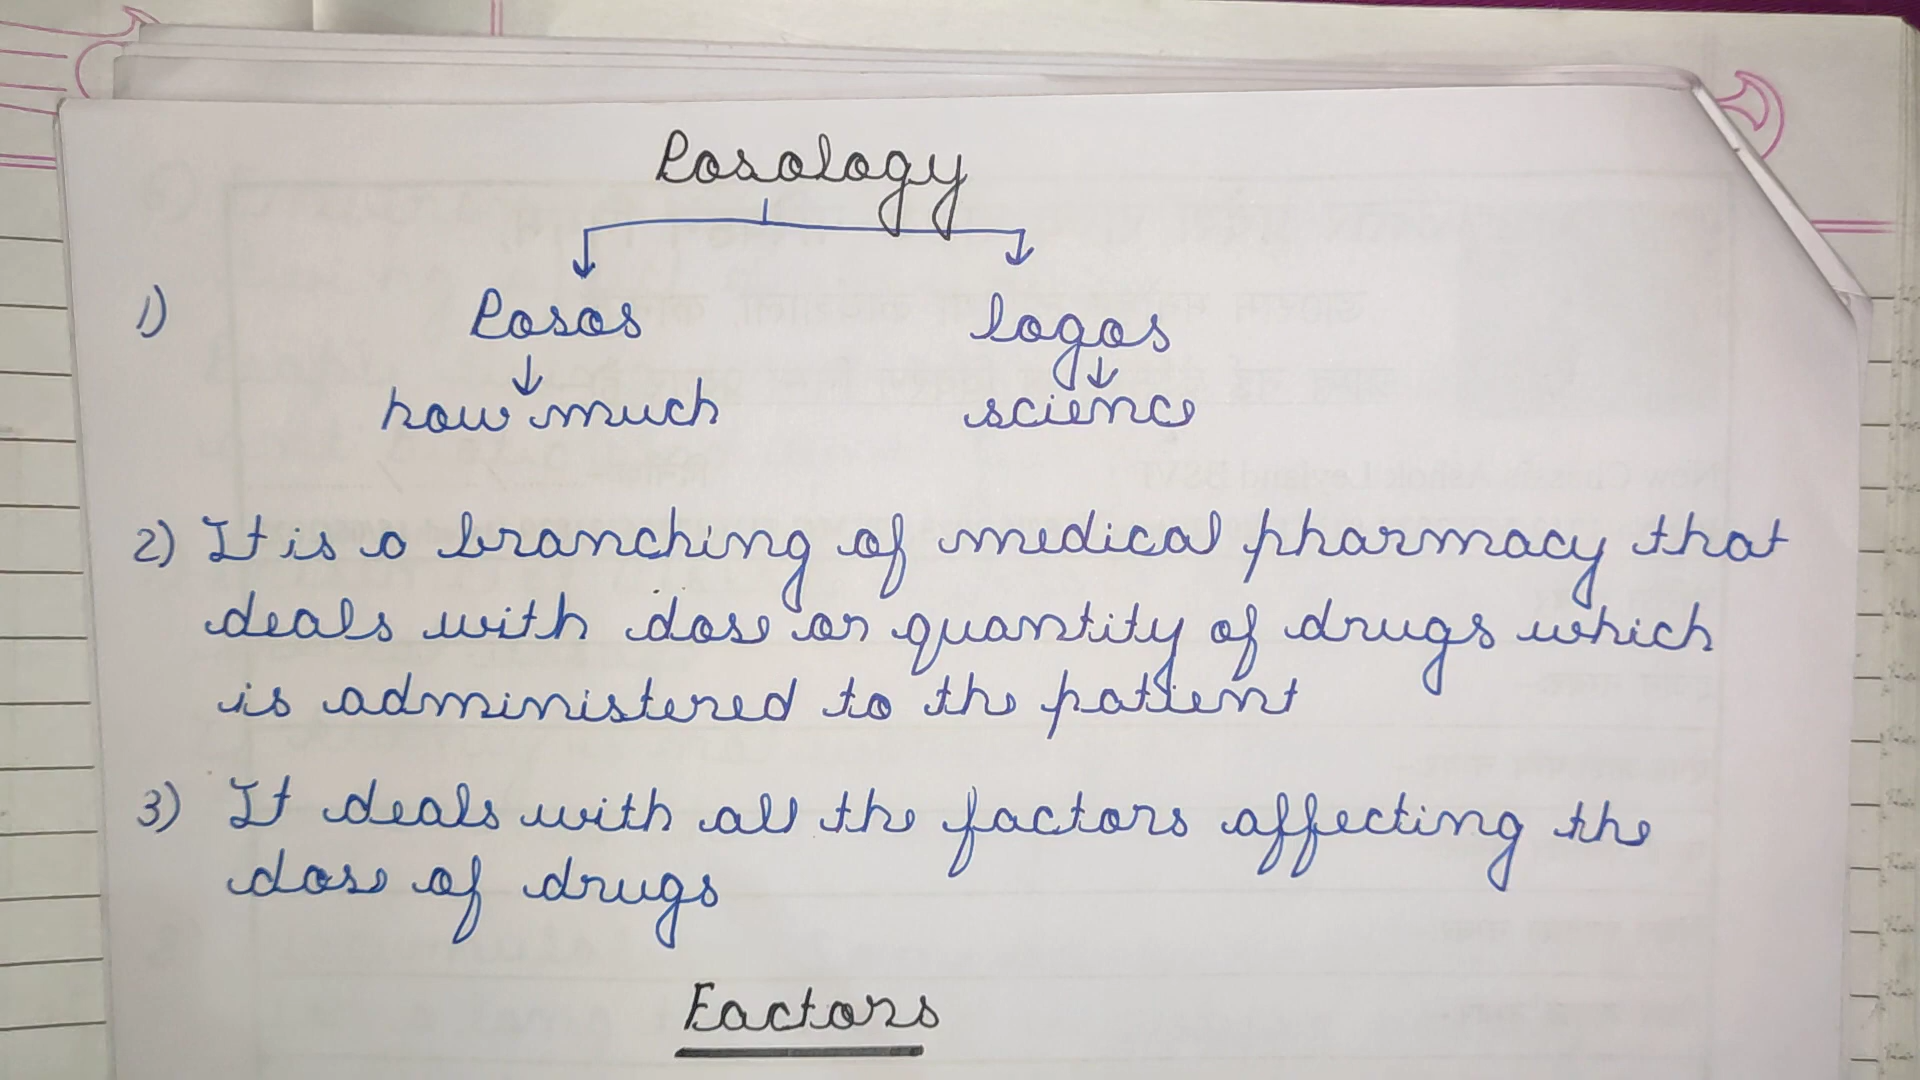 Posology
1) Posos logos
how much science
2) It is a branching of medical pharmacy that
deals with dose or quantity of drugs which
is administered to the patient
3) It deals with all the factors affecting the
dose of drugs
Factors